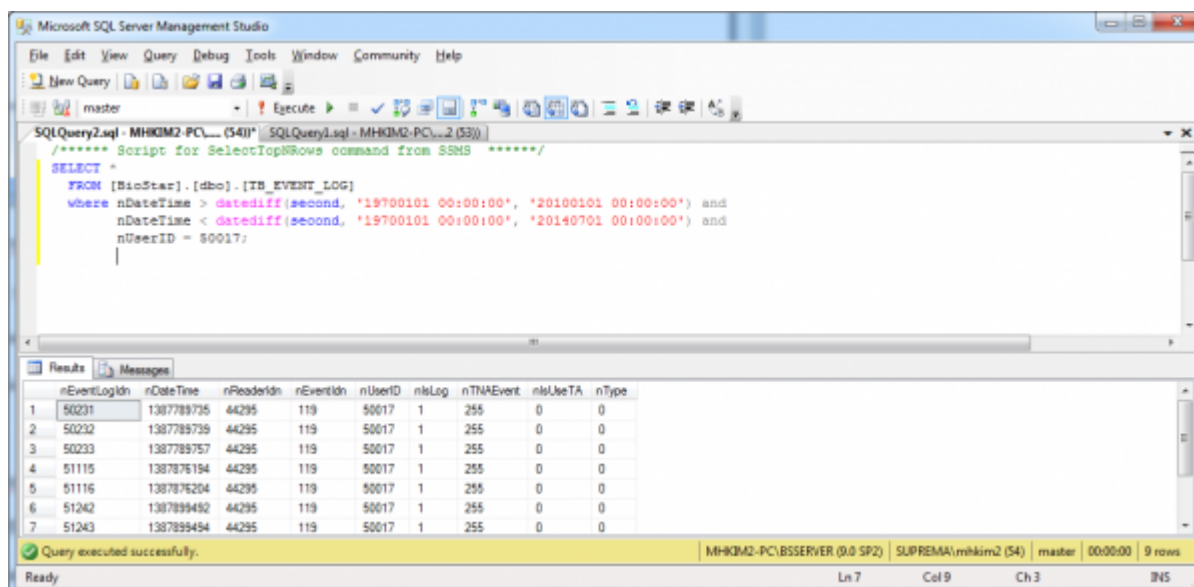 Microsoft SQL Server Management Studio
File Edit View Query Debug Tools Window Community Help
New Query
master Execute
SQLQuery2.sql - MHKIM2-PC\..... (54))* SQLQuery1.sql - MHKIM2-PC\....2 (53))
/****** Script for SelectTopNRows command from SSMS ******/
SELECT *
FROM [BioStar].[dbo].[TB_EVENT_LOG]
where nDateTime > datediff(second, '19700101 00:00:00', '20100101 00:00:00') and
nDateTime < datediff(second, '19700101 00:00:00', '20140701 00:00:00') and
nUserID = 50017;
Results Messages
nEventLogIdn nDateTime nReaderIdn nEventIdn nUserID nIsLog nTNAEvent nIsUseTA nType
1 50231 1387789735 44295 119 50017 1 255 0 0
2 50232 1387789739 44295 119 50017 1 255 0 0
3 50233 1387789757 44295 119 50017 1 255 0 0
4 51115 1387876194 44295 119 50017 1 255 0 0
5 51116 1387876204 44295 119 50017 1 255 0 0
6 51242 1387899492 44295 119 50017 1 255 0 0
7 51243 1387899494 44295 119 50017 1 255 0 0
Query executed successfully. MHKIM2-PC\BSSERVER (9.0 SP2) SUPREMA\mhkim2 (54) master 00:00:00 9 rows
Ready Ln 7 Col 9 Ch 3 INS